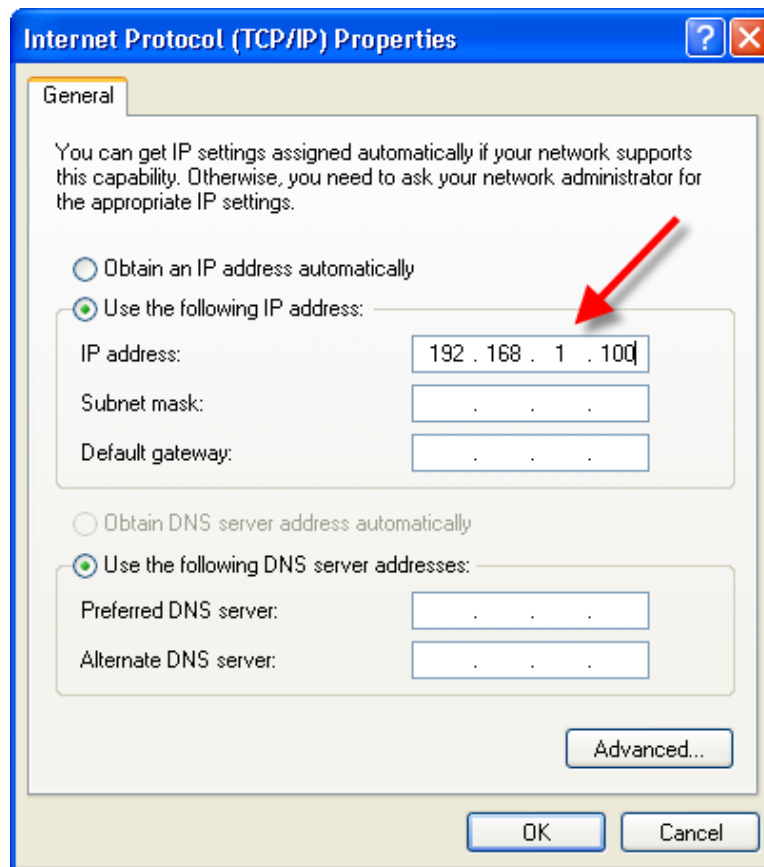 Internet Protocol (TCP/IP) Properties
General
You can get IP settings assigned automatically if your network supports
this capability. Otherwise, you need to ask your network administrator for
the appropriate IP settings.
Obtain an IP address automatically
Use the following IP address:
IP address: 192 . 168 . 1 . 100
Subnet mask: . . .
Default gateway: . . .
Obtain DNS server address automatically
Use the following DNS server addresses:
Preferred DNS server: . . .
Alternate DNS server: . . .
Advanced...
OK Cancel